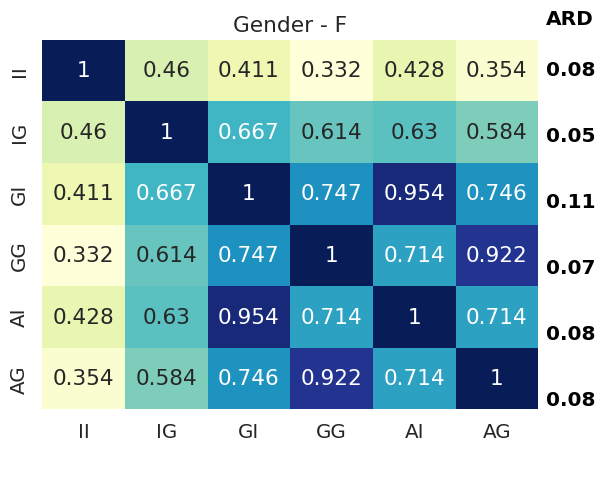 Gender - F ARD
II 1 0.46 0.411 0.332 0.428 0.354 0.08
IG 0.46 1 0.667 0.614 0.63 0.584 0.05
GI 0.411 0.667 1 0.747 0.954 0.746 0.11
GG 0.332 0.614 0.747 1 0.714 0.922 0.07
AI 0.428 0.63 0.954 0.714 1 0.714 0.08
AG 0.354 0.584 0.746 0.922 0.714 1 0.08
II IG GI GG AI AG